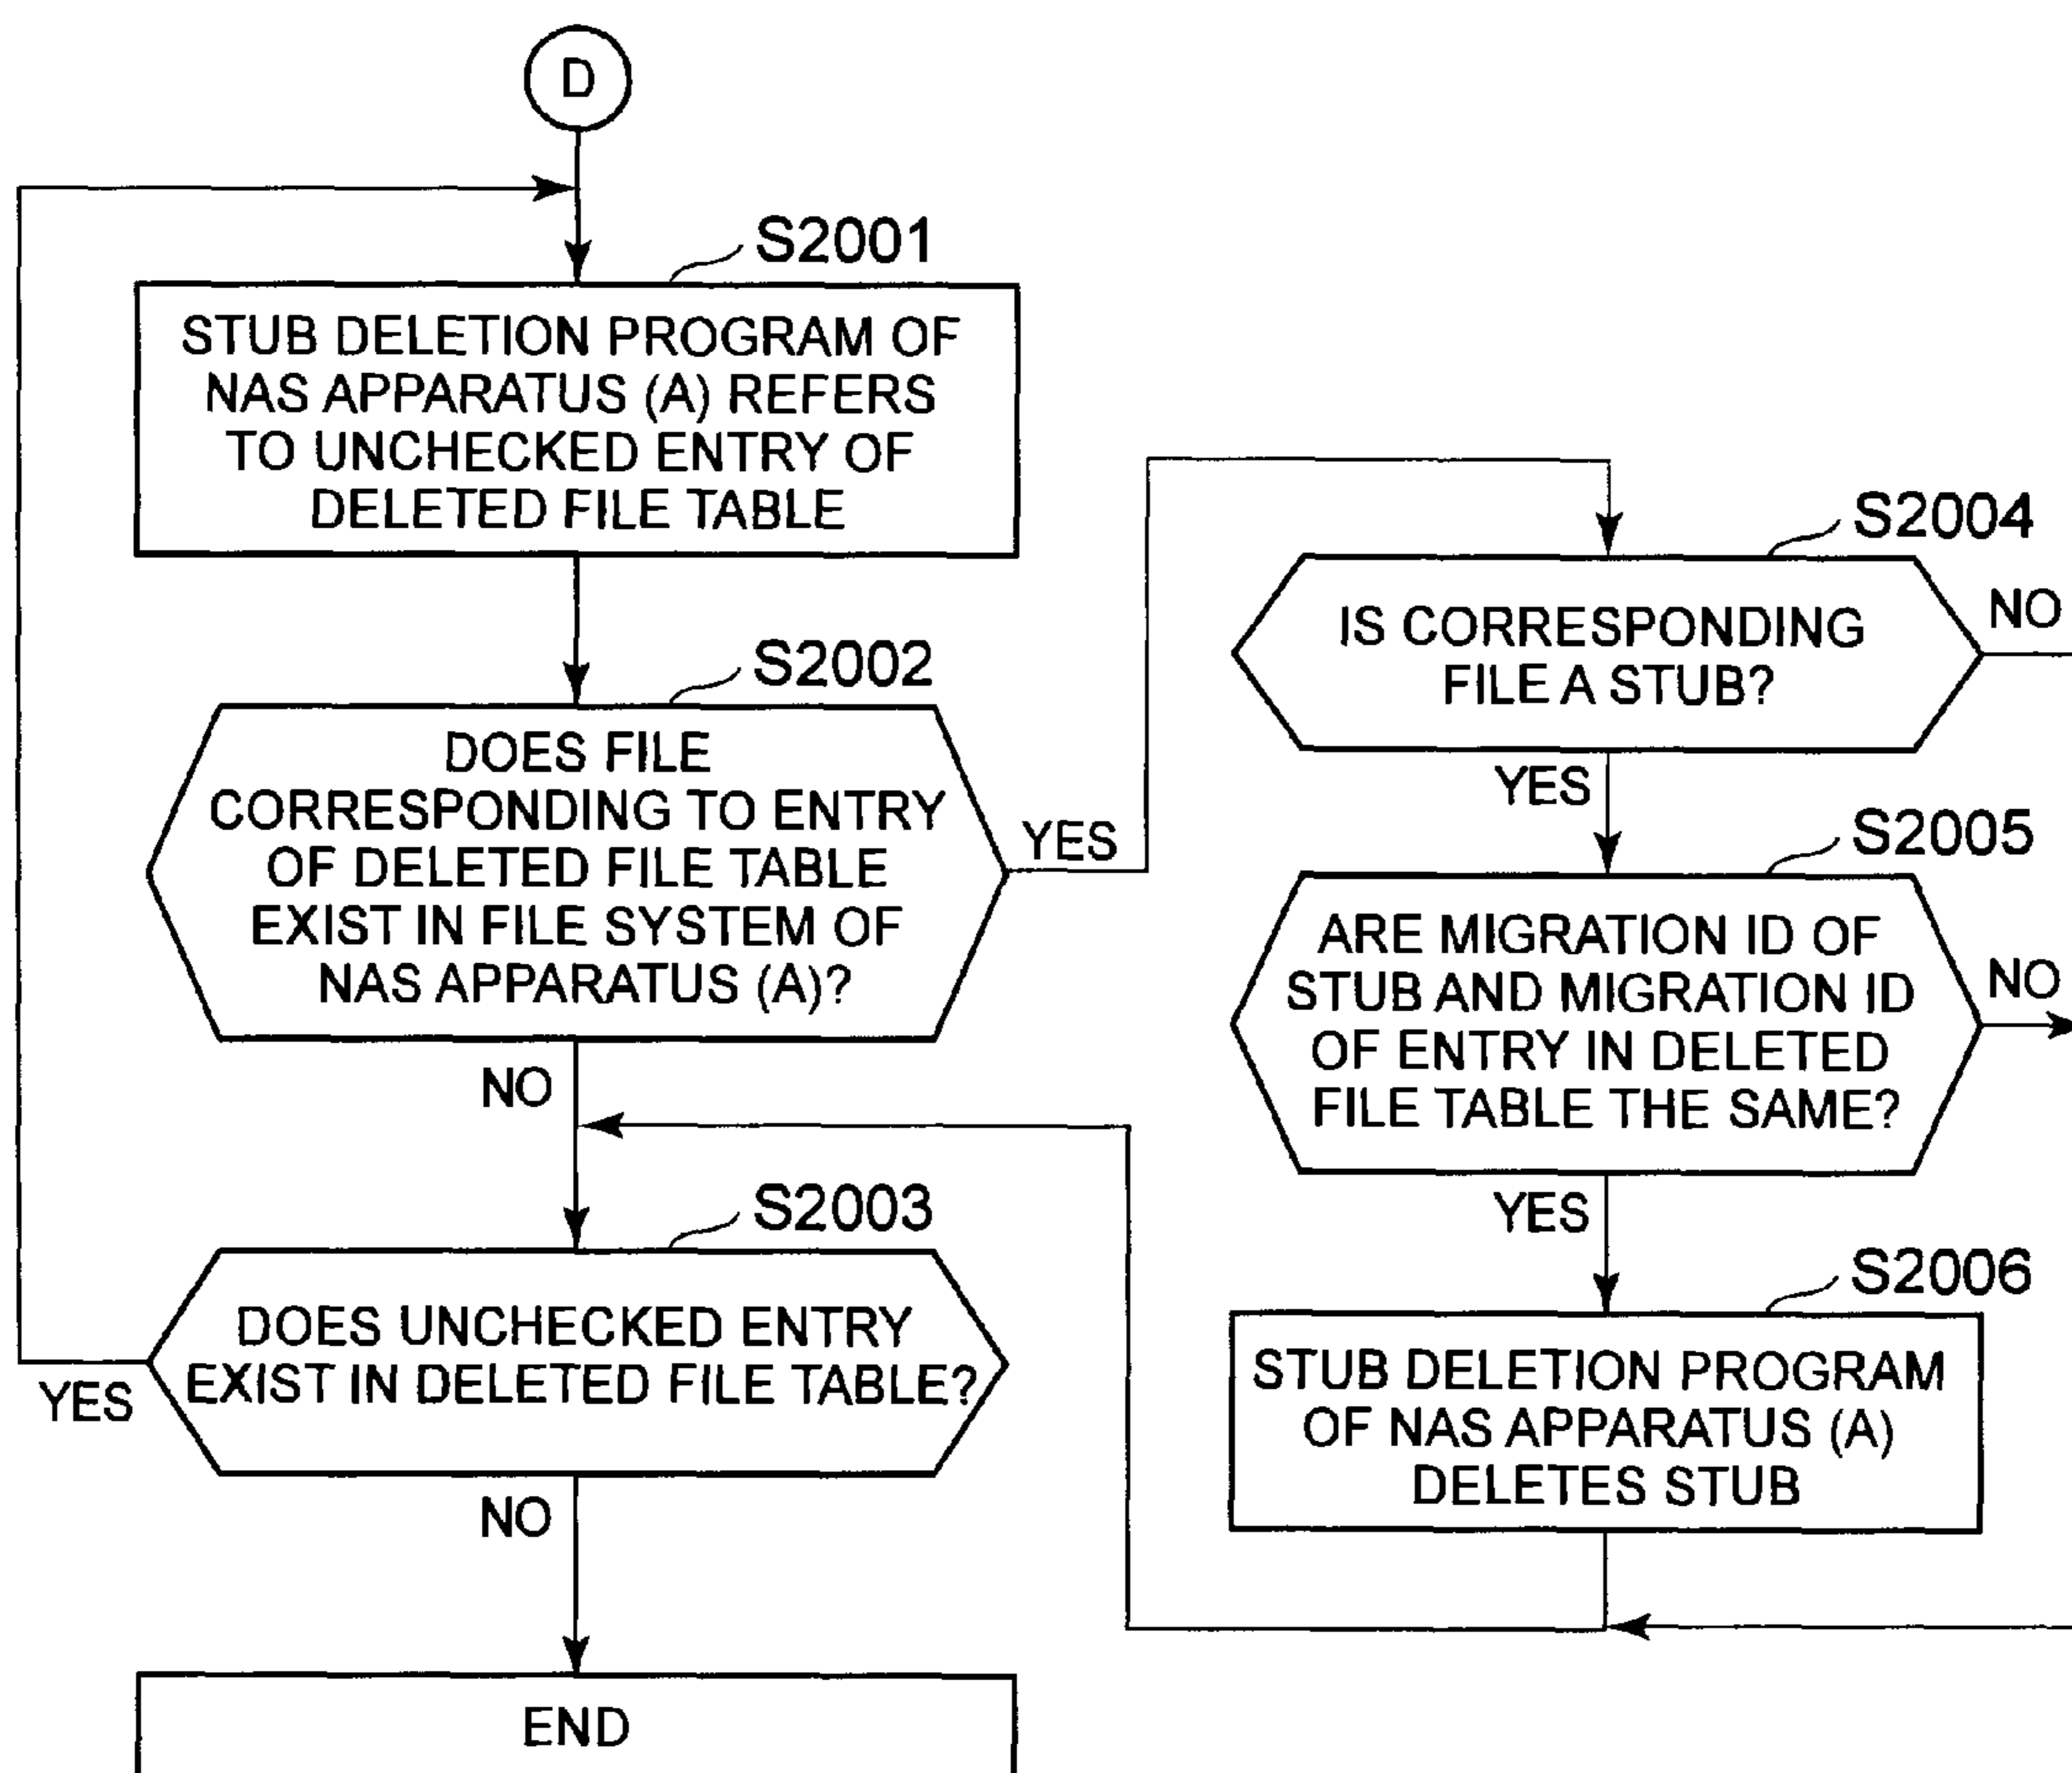 D
S2001
STUB DELETION PROGRAM OF
NAS APPARATUS (A) REFERS
TO UNCHECKED ENTRY OF
DELETED FILE TABLE
S2002
DOES FILE
CORRESPONDING TO ENTRY
OF DELETED FILE TABLE
EXIST IN FILE SYSTEM OF
NAS APPARATUS (A)?
YES
NO
S2003
DOES UNCHECKED ENTRY
EXIST IN DELETED FILE TABLE?
YES
NO
END
S2004
IS CORRESPONDING
FILE A STUB?
NO
YES
S2005
ARE MIGRATION ID OF
STUB AND MIGRATION ID
OF ENTRY IN DELETED
FILE TABLE THE SAME?
NO
YES
S2006
STUB DELETION PROGRAM
OF NAS APPARATUS (A)
DELETES STUB